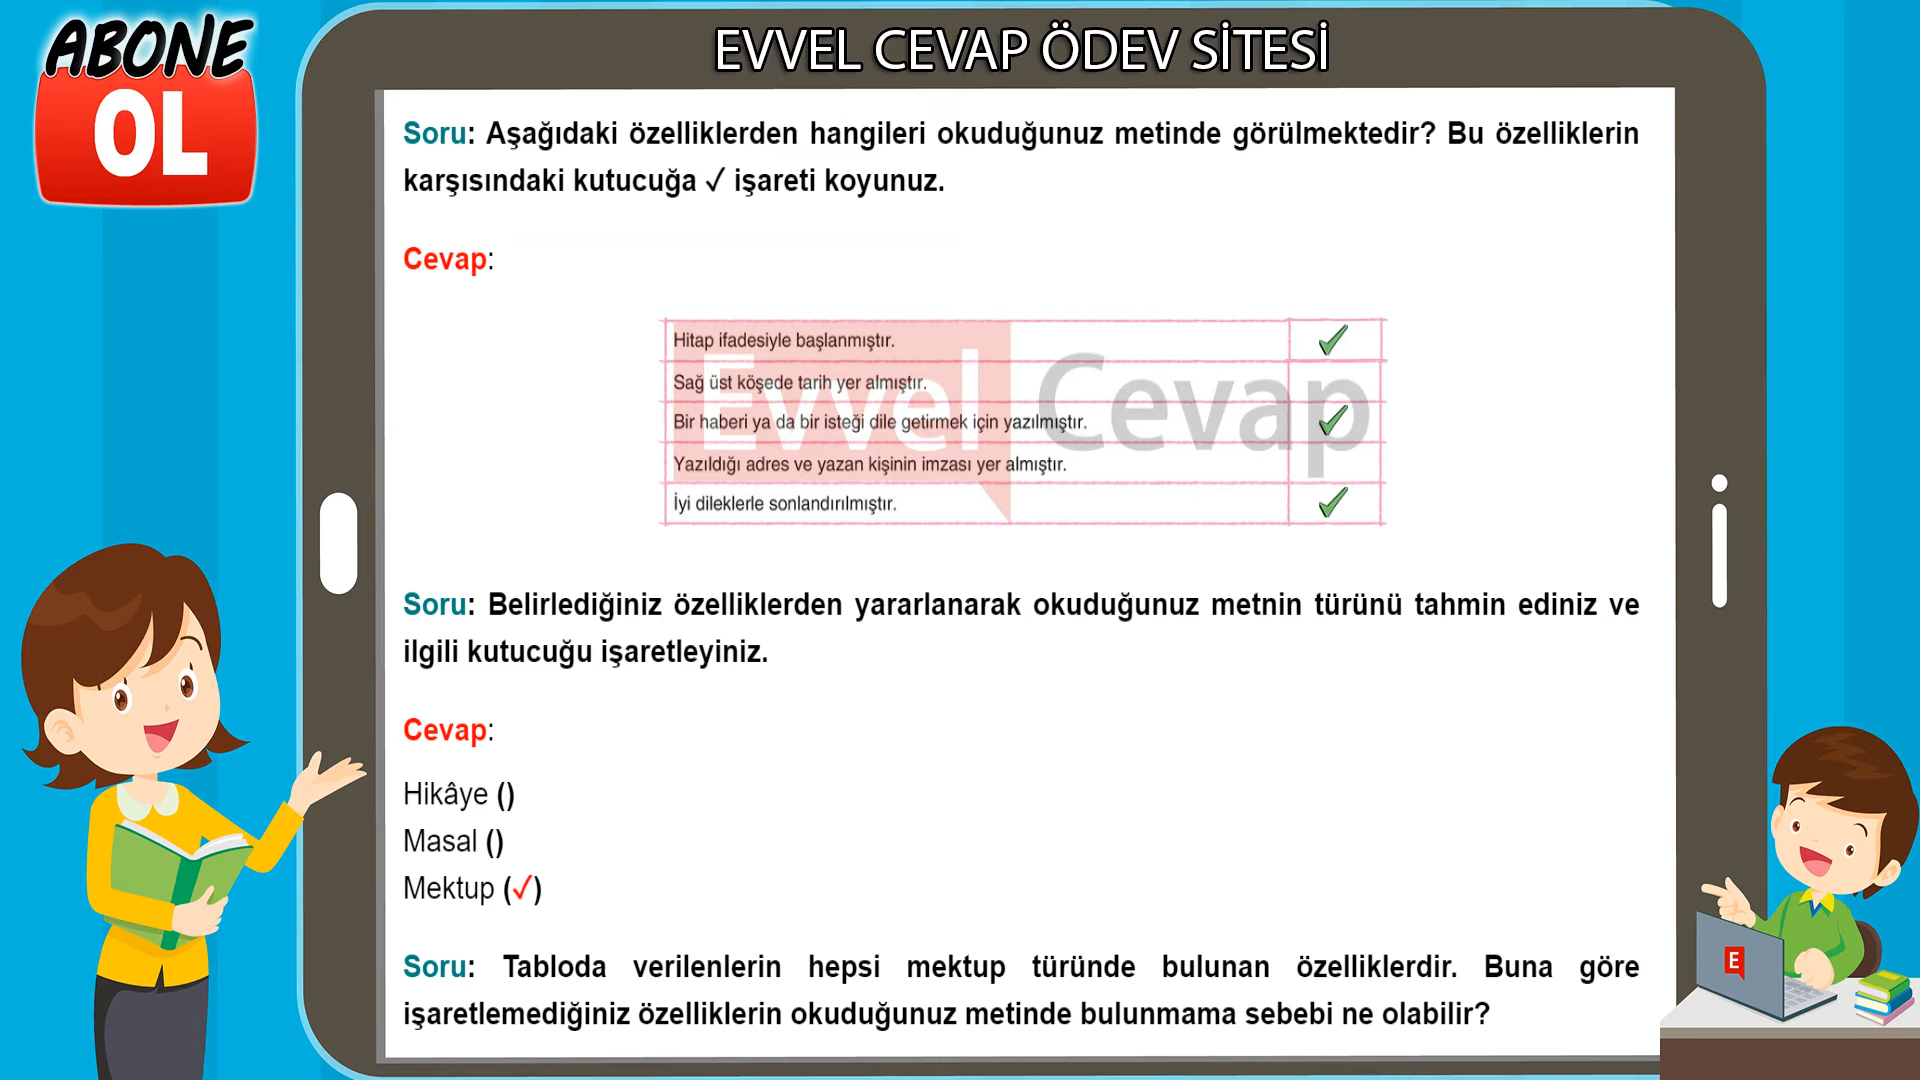 ABONE
OL
EVVEL CEVAP ÖDEV SİTESİ
Soru: Aşağıdaki özelliklerden hangileri okuduğunuz metinde görülmektedir? Bu özelliklerin
karşısındaki kutucuğa ✓ işareti koyunuz.
Cevap:
Hitap ifadesiyle başlanmıştır. ✓
Sağ üst köşede tarih yer almıştır.
Bir haberi ya da bir isteği dile getirmek için yazılmıştır. ✓
Yazıldığı adres ve yazan kişinin imzası yer almıştır.
İyi dileklerle sonlandırılmıştır. ✓
Evvel Cevap
Soru: Belirlediğiniz özelliklerden yararlanarak okuduğunuz metnin türünü tahmin ediniz ve
ilgili kutucuğu işaretleyiniz.
Cevap:
Hikâye ()
Masal ()
Mektup (✓)
Soru: Tabloda verilenlerin hepsi mektup türünde bulunan özelliklerdir. Buna göre
işaretlemediğiniz özelliklerin okuduğunuz metinde bulunmama sebebi ne olabilir?
E